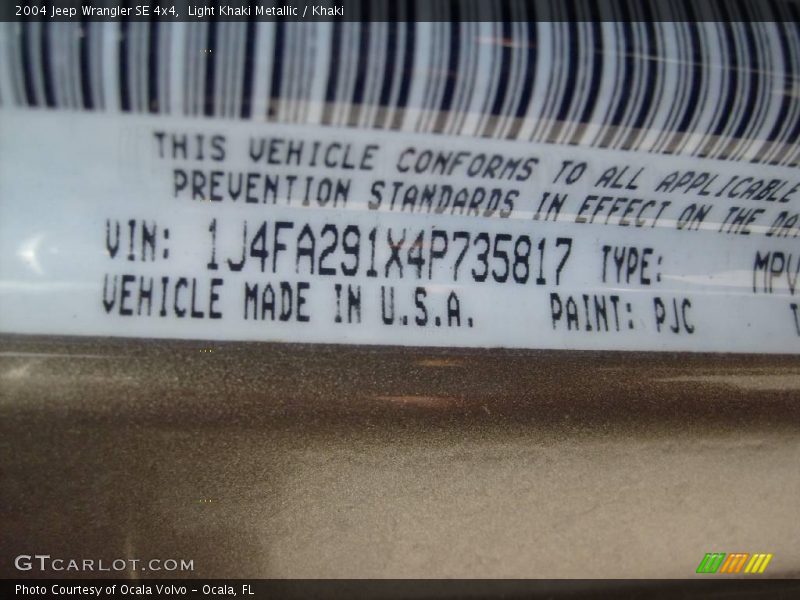 2004 Jeep Wrangler SE 4x4,  Light Khaki Metallic / Khaki
THIS VEHICLE CONFORMS TO ALL APPLICABLE
PREVENTION STANDARDS IN EFFECT ON THE
VIN: 1J4FA291X4P735817 TYPE: MPV
VEHICLE MADE IN U.S.A. PAINT: PJC
GTCARLOT.COM
Photo Courtesy of Ocala Volvo - Ocala, FL